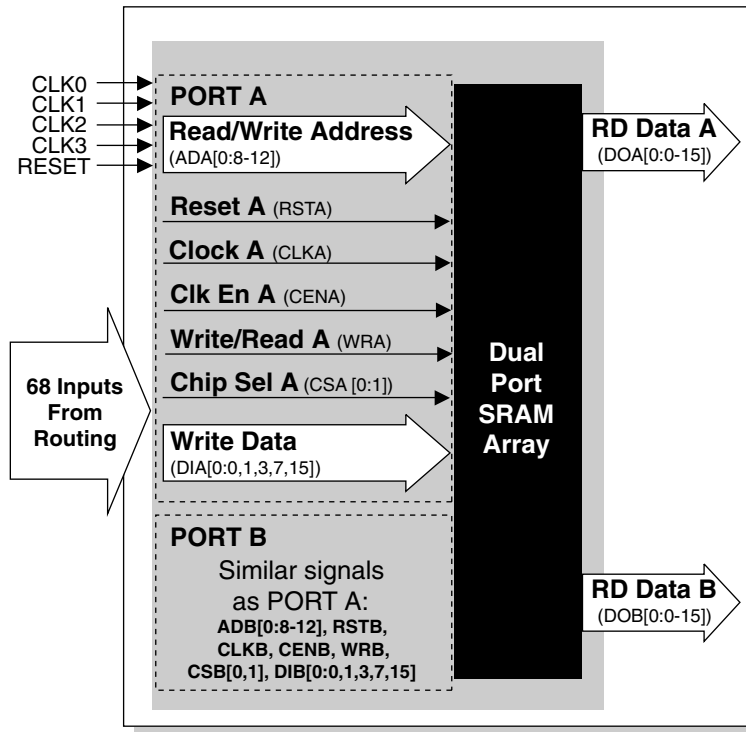 CLK0
CLK1
CLK2
CLK3
RESET
PORT A
Read/Write Address
(ADA[0:8-12])
Reset A (RSTA)
Clock A (CLKA)
Clk En A (CENA)
Write/Read A (WRA)
Chip Sel A (CSA [0:1])
Write Data
(DIA[0:0,1,3,7,15])
68 Inputs
From
Routing
PORT B
Similar signals
as PORT A:
ADB[0:8-12], RSTB,
CLKB, CENB, WRB,
CSB[0,1], DIB[0:0,1,3,7,15]
Dual
Port
SRAM
Array
RD Data A
(DOA[0:0-15])
RD Data B
(DOB[0:0-15])